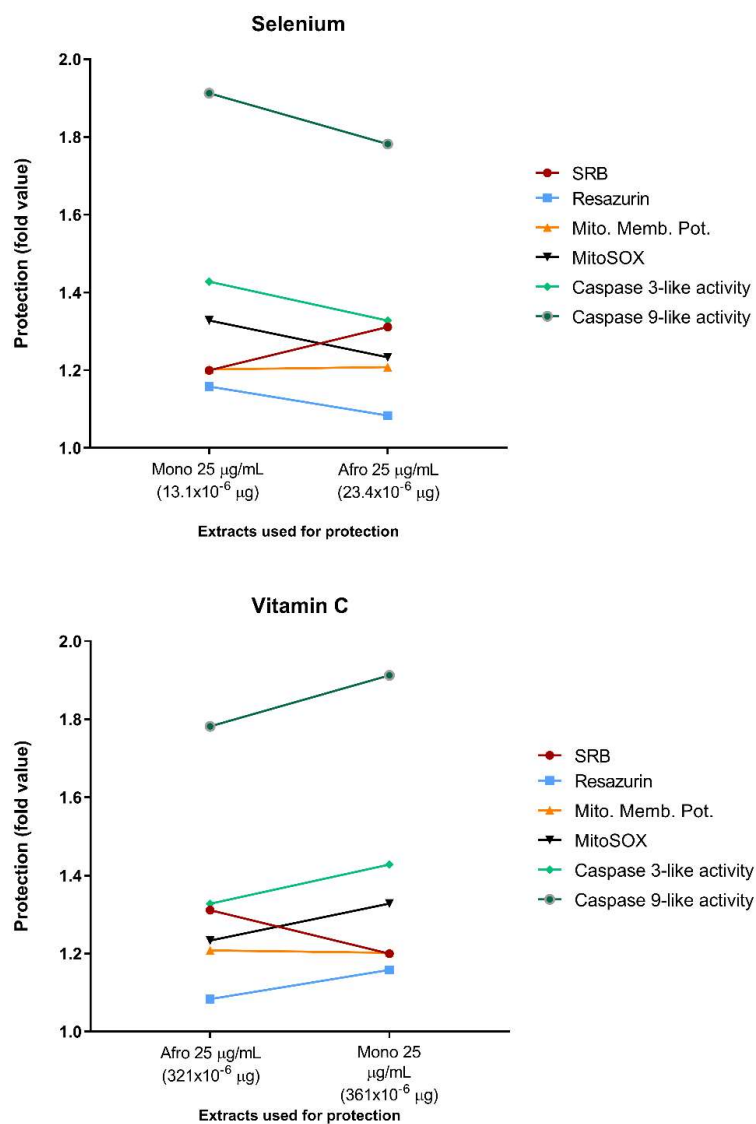 Selenium
Protection (fold value)
2.0
1.8
1.6
1.4
1.2
1.0
Mono 25 μg/mL
(13.1x10⁻⁶ μg)
Afro 25 μg/mL
(23.4x10⁻⁶ μg)
Extracts used for protection
SRB
Resazurin
Mito. Memb. Pot.
MitoSOX
Caspase 3-like activity
Caspase 9-like activity
Vitamin C
Protection (fold value)
2.0
1.8
1.6
1.4
1.2
1.0
Afro 25 μg/mL
(321x10⁻⁶ μg)
Mono 25
μg/mL
(361x10⁻⁶ μg)
Extracts used for protection
SRB
Resazurin
Mito. Memb. Pot.
MitoSOX
Caspase 3-like activity
Caspase 9-like activity